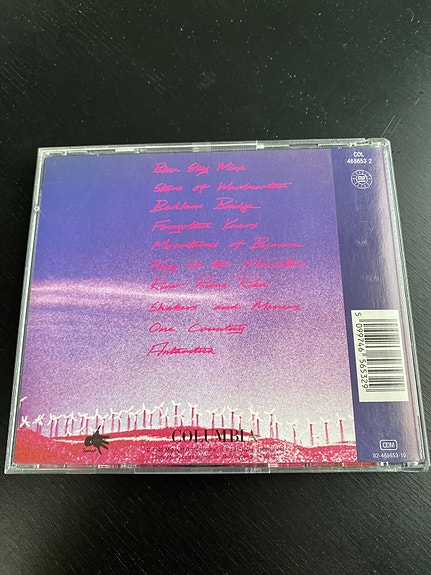 COL
465653 2
Blue Sky Mine
Stars of Warburton
Bedlam Bridge
Forgotten Years
Mountains of Burma
King of the Mountain
River Runs Red
Shakers and Movers
One Country
Antarctica
5 099746 565329
COLUMBIA
CDM
02-465653-10